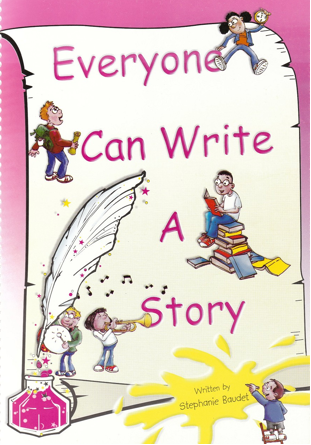 Everyone
Can Write
A
Story
Written by
Stephanie Baudet